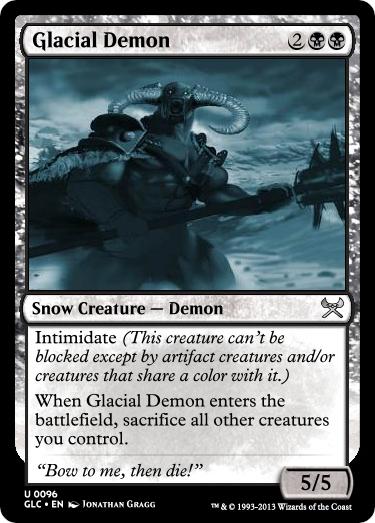 Glacial Demon 2
Snow Creature — Demon
Intimidate (This creature can't be
blocked except by artifact creatures and/or
creatures that share a color with it.)
When Glacial Demon enters the
battlefield, sacrifice all other creatures
you control.
“Bow to me, then die!”
5/5
U 0096
GLC • EN JONATHAN GRAGG
™ & © 1993-2013 Wizards of the Coast